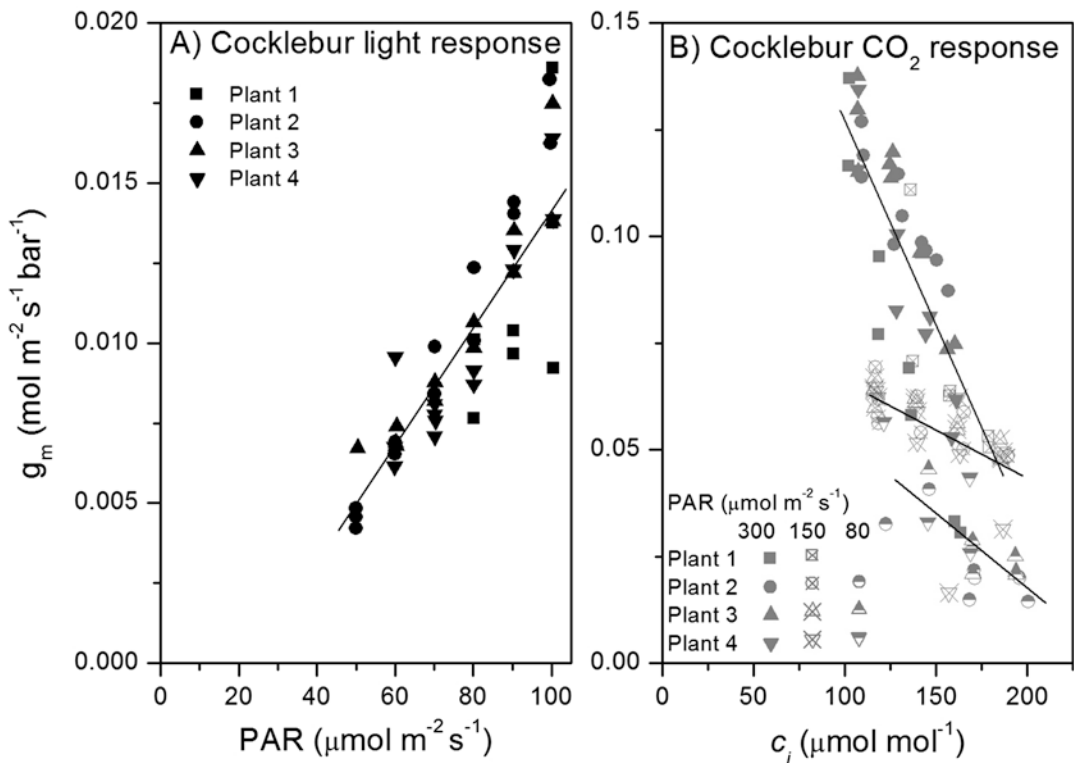 A) Cocklebur light response
Plant 1
Plant 2
Plant 3
Plant 4
0.020
0.015
0.010
0.005
0.000
gm (mol m-2 s-1 bar-1)
0 20 40 60 80 100
PAR (μmol m-2 s-1)
B) Cocklebur CO2 response
0.15
0.10
0.05
0.00
PAR (μmol m-2 s-1)
300 150 80
Plant 1
Plant 2
Plant 3
Plant 4
0 50 100 150 200
ci (μmol mol-1)